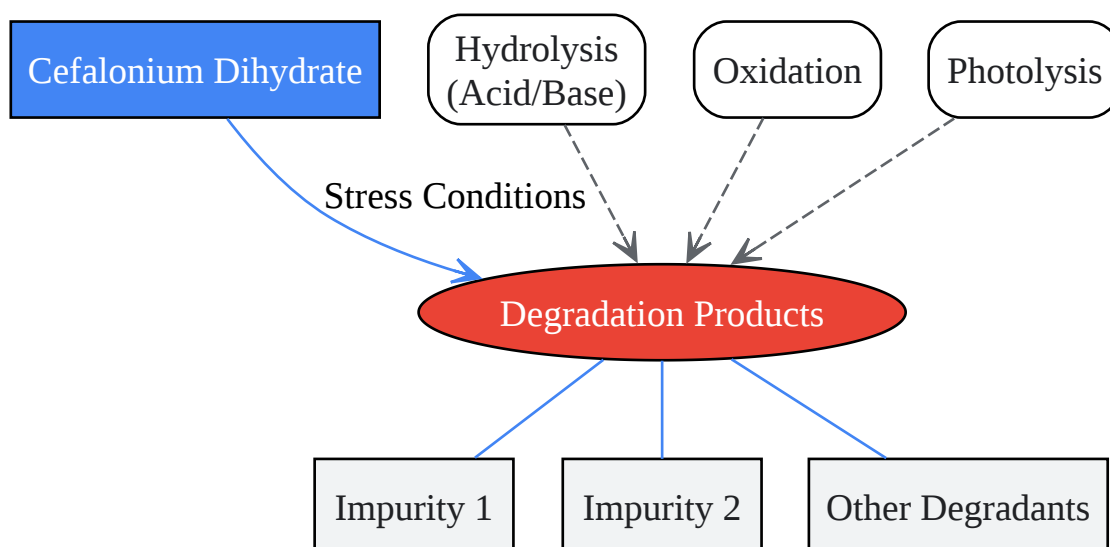 Cefalonium Dihydrate
Hydrolysis
(Acid/Base)
Oxidation
Photolysis
Stress Conditions
Degradation Products
Impurity 1
Impurity 2
Other Degradants